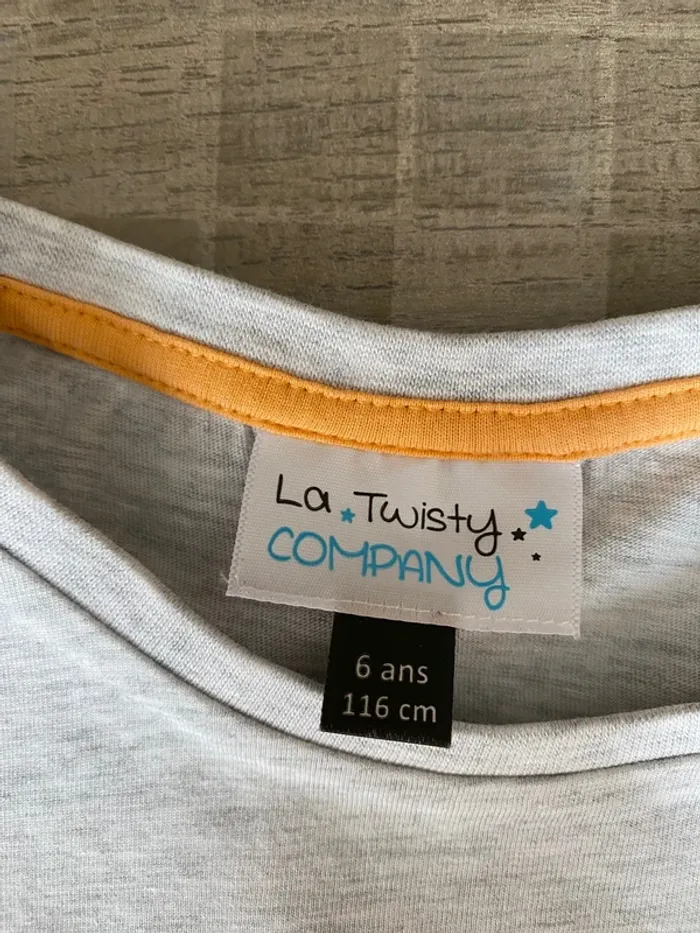 La Twisty
COMPANY
6 ans
116 cm